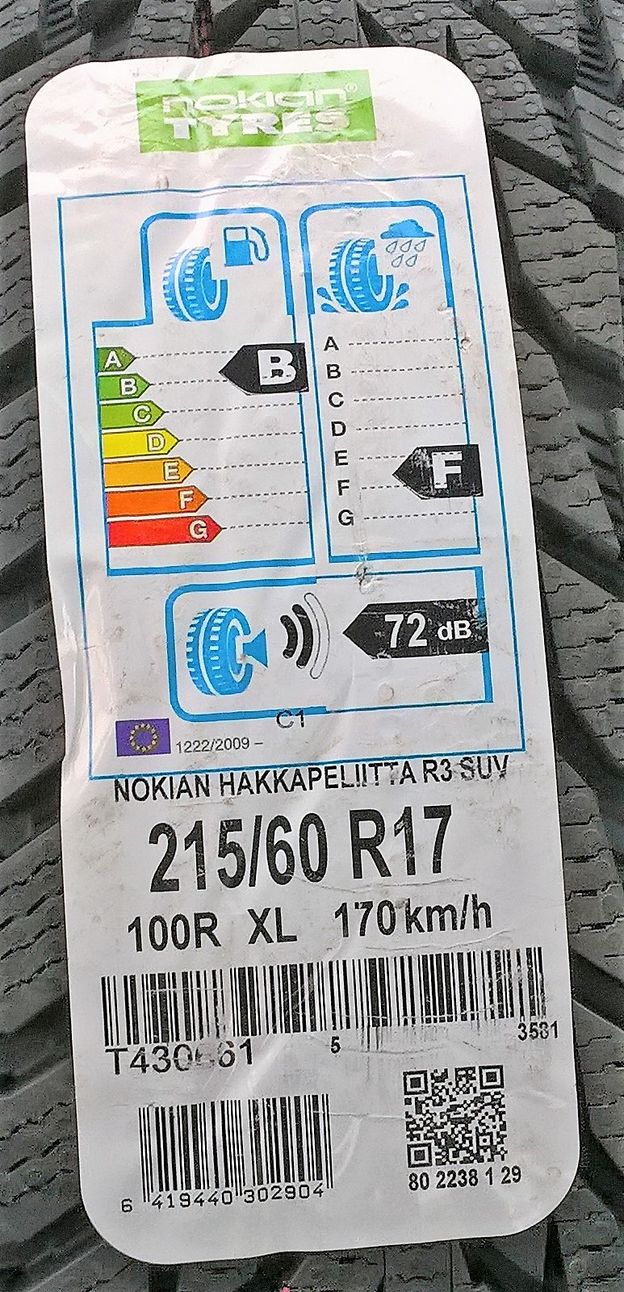 nokian®
TYRES
A
B
C
D
E
F
G
B
A
B
C
D
E
F
G
F
72 dB
C1
1222/2009 –
NOKIAN HAKKAPELIITTA R3 SUV
215/60 R17
100R XL 170 km/h
5 3581
6 419440 302904
80 2238 1 29